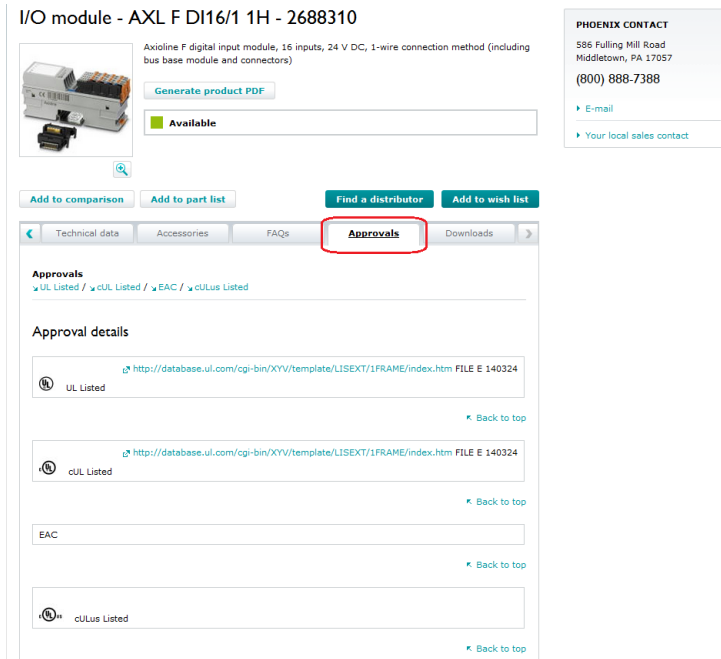 I/O module - AXL F DI16/1 1H - 2688310
Axioline F digital input module, 16 inputs, 24 V DC, 1-wire connection method (including
bus base module and connectors)
Generate product PDF
Available
Add to comparison
Add to part list
Find a distributor
Add to wish list
Technical data
Accessories
FAQs
Approvals
Downloads
Approvals
UL Listed / cUL Listed / EAC / cULus Listed
Approval details
http://database.ul.com/cgi-bin/XYV/template/LISEXT/1FRAME/index.htm FILE E 140324
UL Listed
Back to top
http://database.ul.com/cgi-bin/XYV/template/LISEXT/1FRAME/index.htm FILE E 140324
cUL Listed
Back to top
EAC
Back to top
cULus Listed
Back to top
PHOENIX CONTACT
586 Fulling Mill Road
Middletown, PA 17057
(800) 888-7388
E-mail
Your local sales contact